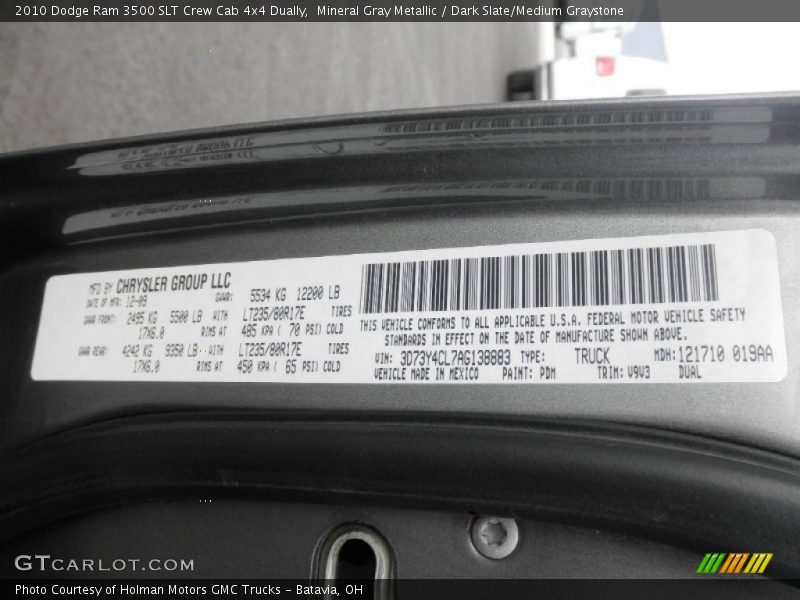 2010 Dodge Ram 3500 SLT Crew Cab 4x4 Dually,  Mineral Gray Metallic / Dark Slate/Medium Graystone
MFD BY CHRYSLER GROUP LLC
DATE OF MFR: 12-09 GVWR: 5534 KG 12200 LB
GAWR FRONT: 2495 KG 5500 LB WITH LT235/80R17E TIRES
17X6.0 RIMS AT 485 KPA ( 70 PSI) COLD
GAWR REAR: 4242 KG 9350 LB WITH LT235/80R17E TIRES
17X6.0 RIMS AT 450 KPA ( 65 PSI) COLD
THIS VEHICLE CONFORMS TO ALL APPLICABLE U.S.A. FEDERAL MOTOR VEHICLE SAFETY
STANDARDS IN EFFECT ON THE DATE OF MANUFACTURE SHOWN ABOVE.
VIN: 3D73Y4CL7AG138883 TYPE: TRUCK MDH: 121710 019AA
VEHICLE MADE IN MEXICO PAINT: PDM TRIM: V9V3 DUAL
GTCARLOT.COM
Photo Courtesy of Holman Motors GMC Trucks - Batavia, OH